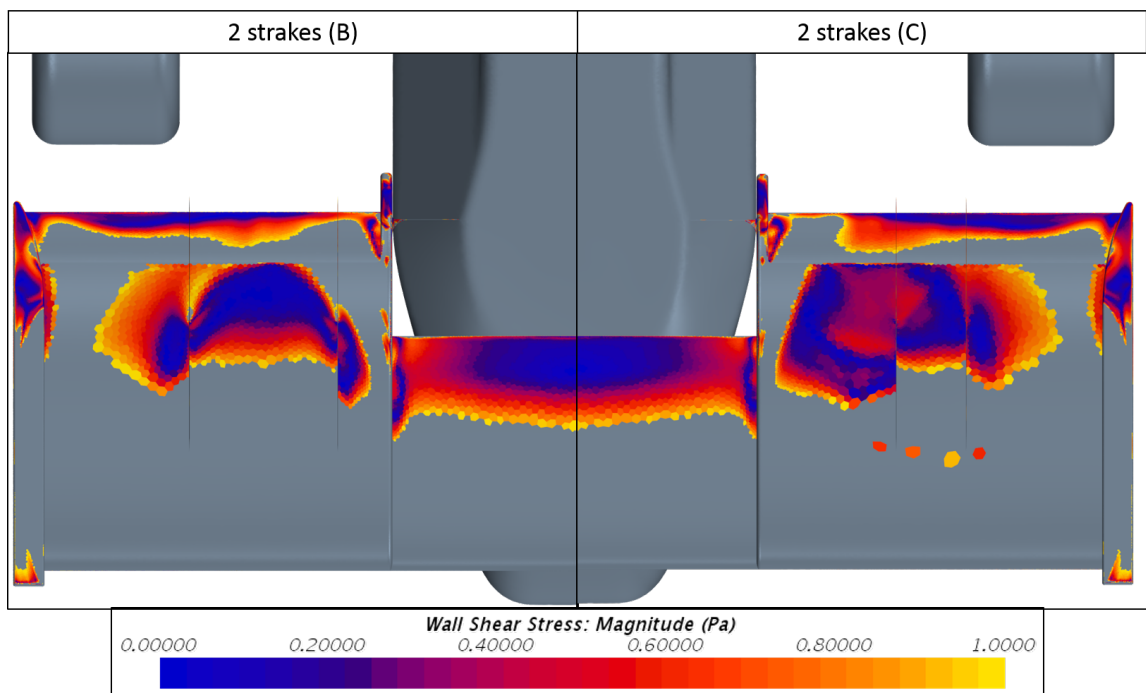 2 strakes (B)
2 strakes (C)
Wall Shear Stress: Magnitude (Pa)
0.00000 0.20000 0.40000 0.60000 0.80000 1.0000